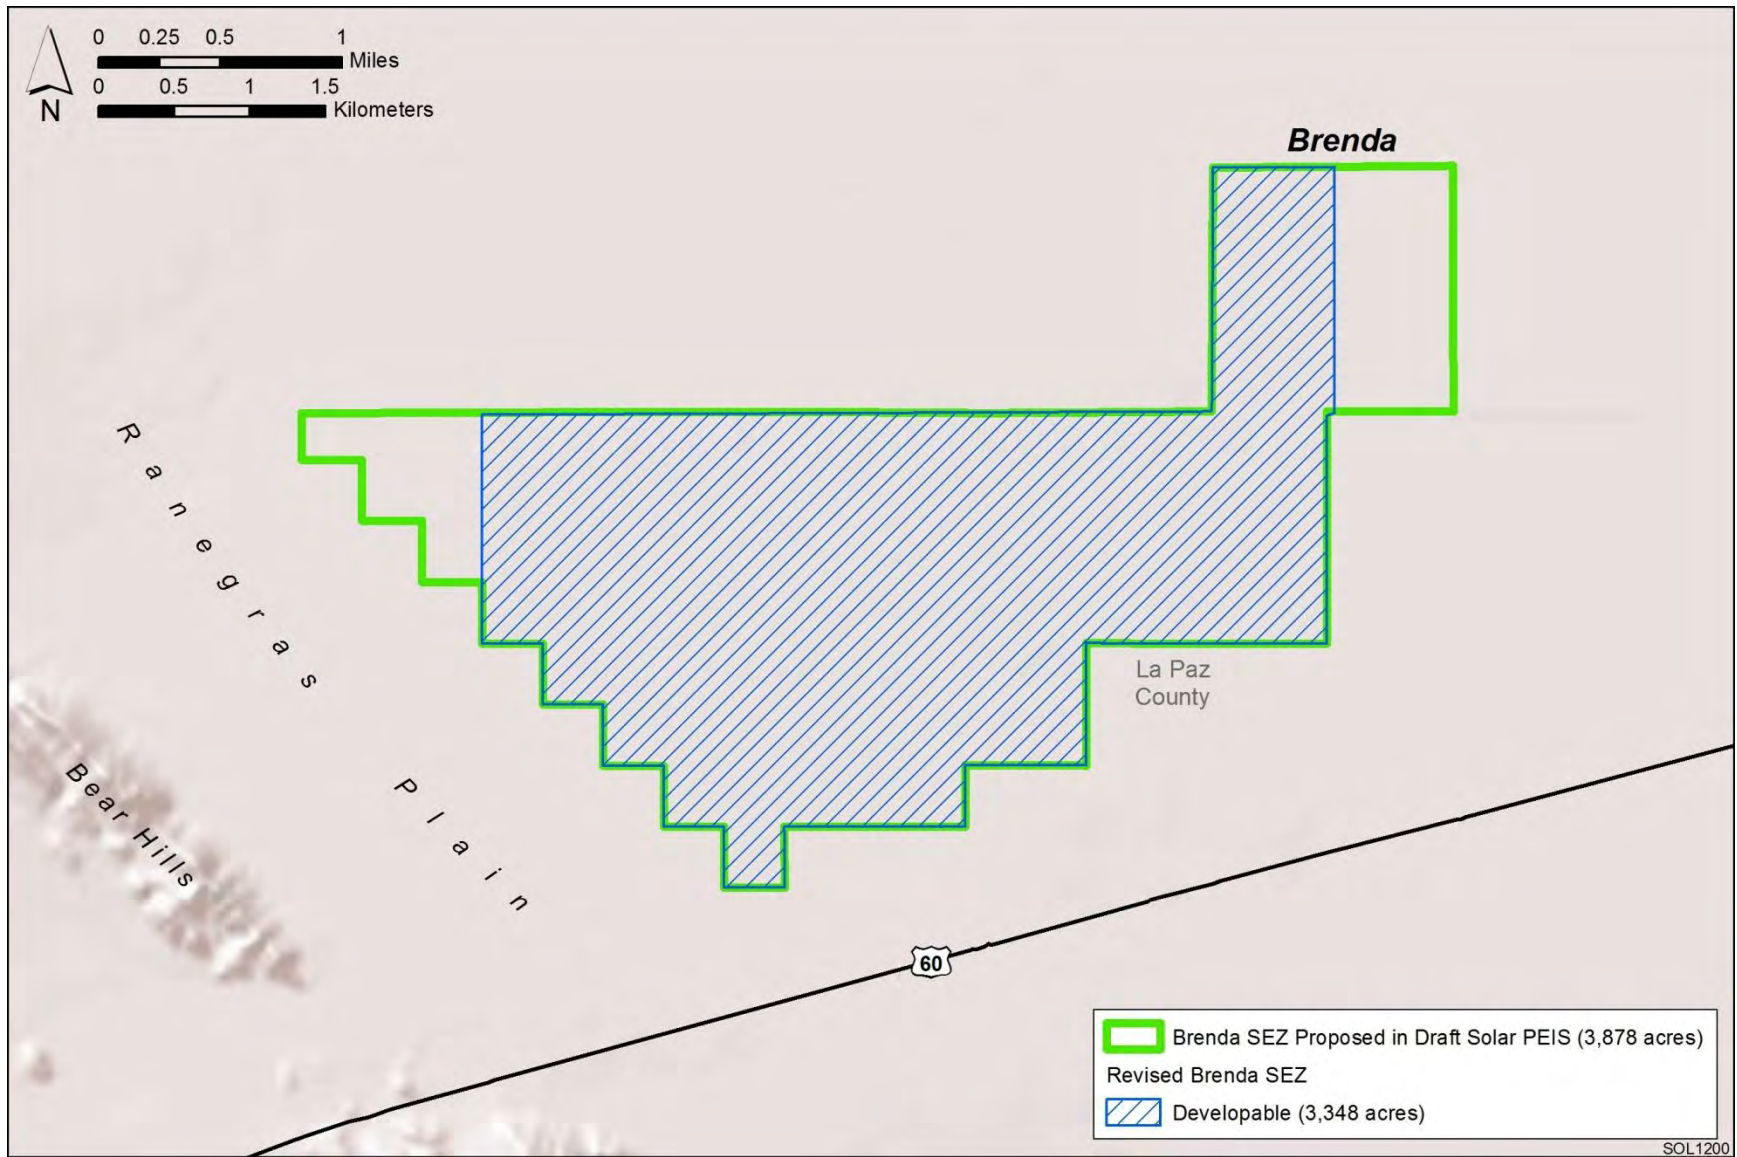 0 0.25 0.5 1
Miles
0 0.5 1 1.5
Kilometers
N
Brenda
Ranegras Plain
La Paz
County
Bear Hills
60
Brenda SEZ Proposed in Draft Solar PEIS (3,878 acres)
Revised Brenda SEZ
Developable (3,348 acres)
SOL1200